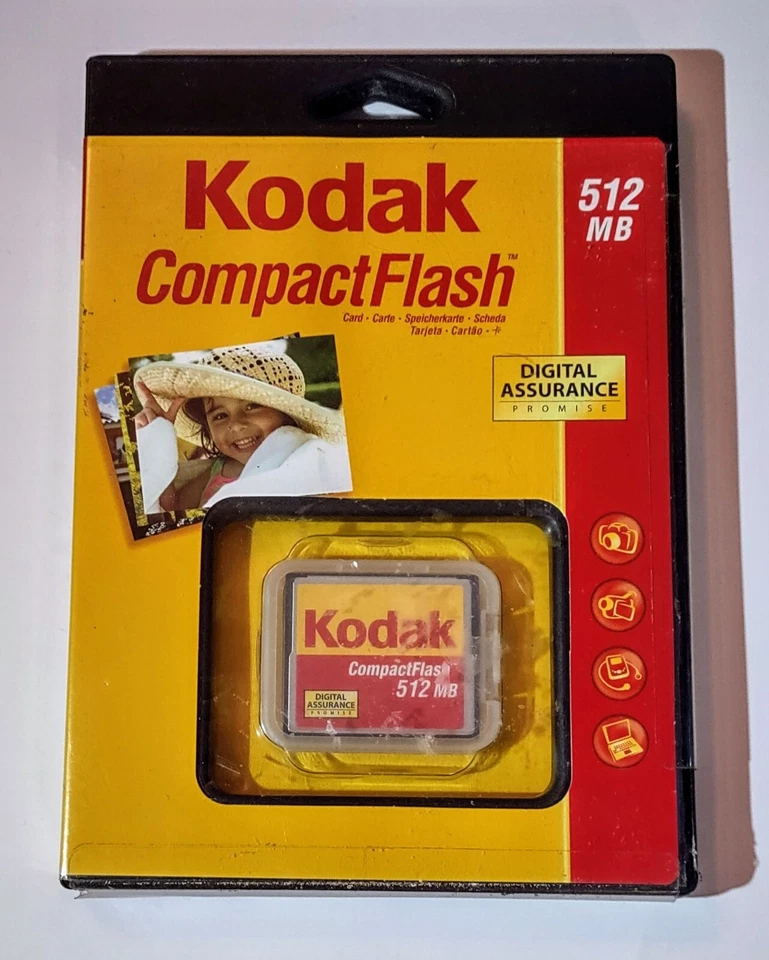 Kodak
512
MB
CompactFlash™
Card · Carte · Speicherkarte · Scheda
Tarjeta · Cartão · 卡
DIGITAL
ASSURANCE
PROMISE
Kodak
CompactFlash
512 MB
DIGITAL
ASSURANCE
PROMISE